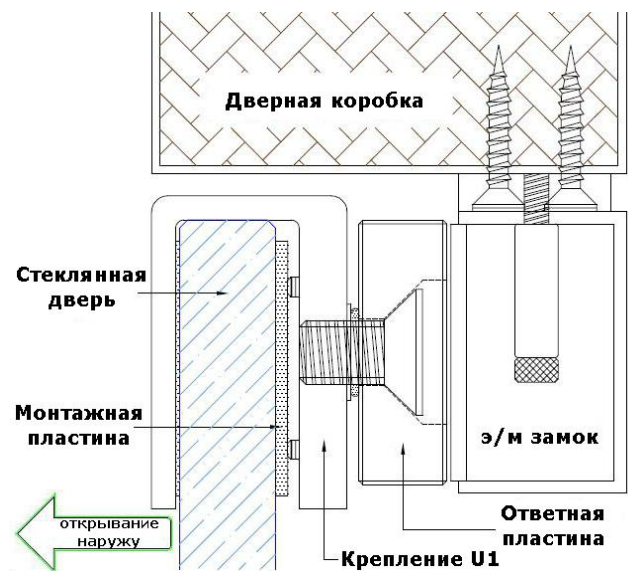 Дверная коробка
Стеклянная
дверь
Монтажная
пластина
э/м замок
открывание
наружу
Ответная
пластина
Крепление U1